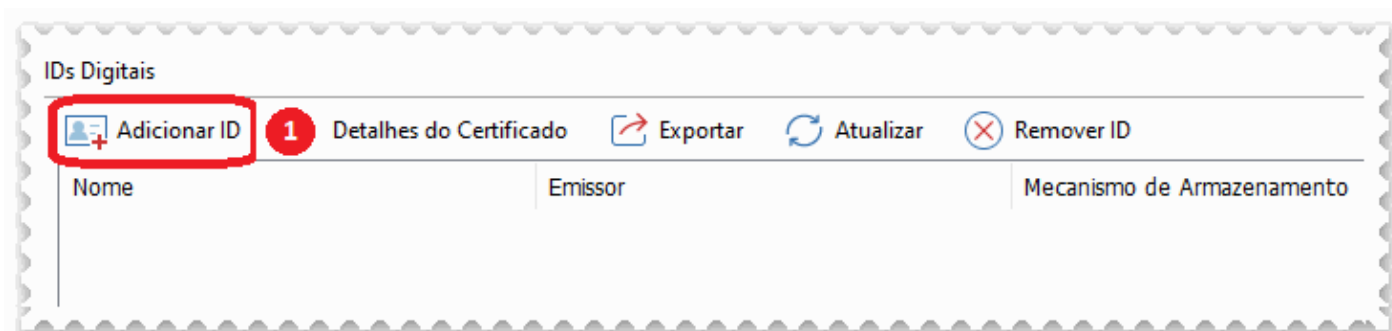 IDs Digitais
Adicionar ID 1 Detalhes do Certificado Exportar Atualizar Remover ID
Nome Emissor Mecanismo de Armazenamento